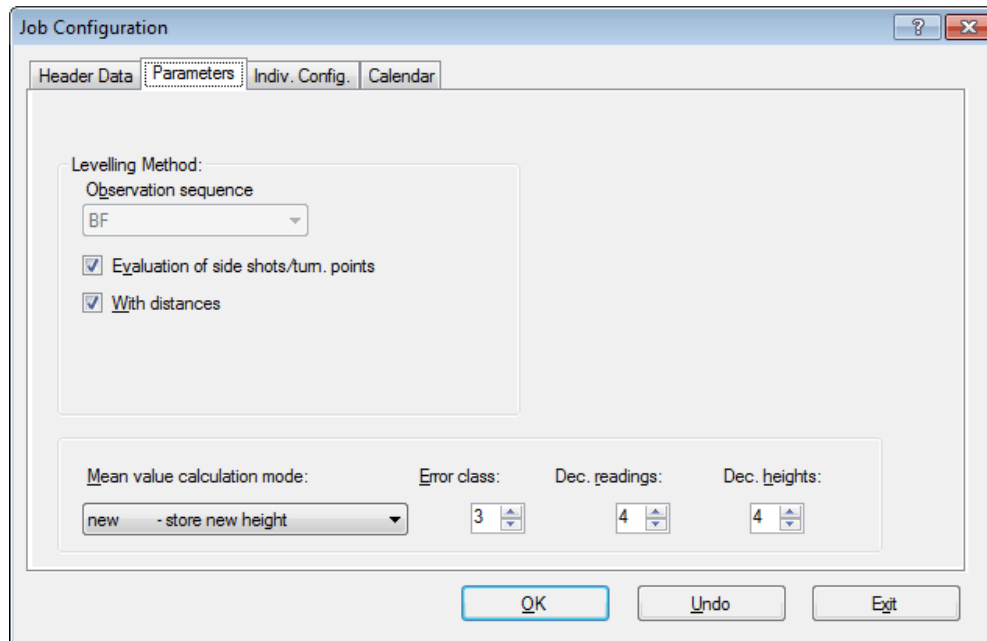 Job Configuration
Header Data Parameters Indiv. Config. Calendar
Levelling Method:
Observation sequence
BF
Evaluation of side shots/turn. points
With distances
Mean value calculation mode: Error class: Dec. readings: Dec. heights:
new - store new height 3 4 4
OK Undo Exit